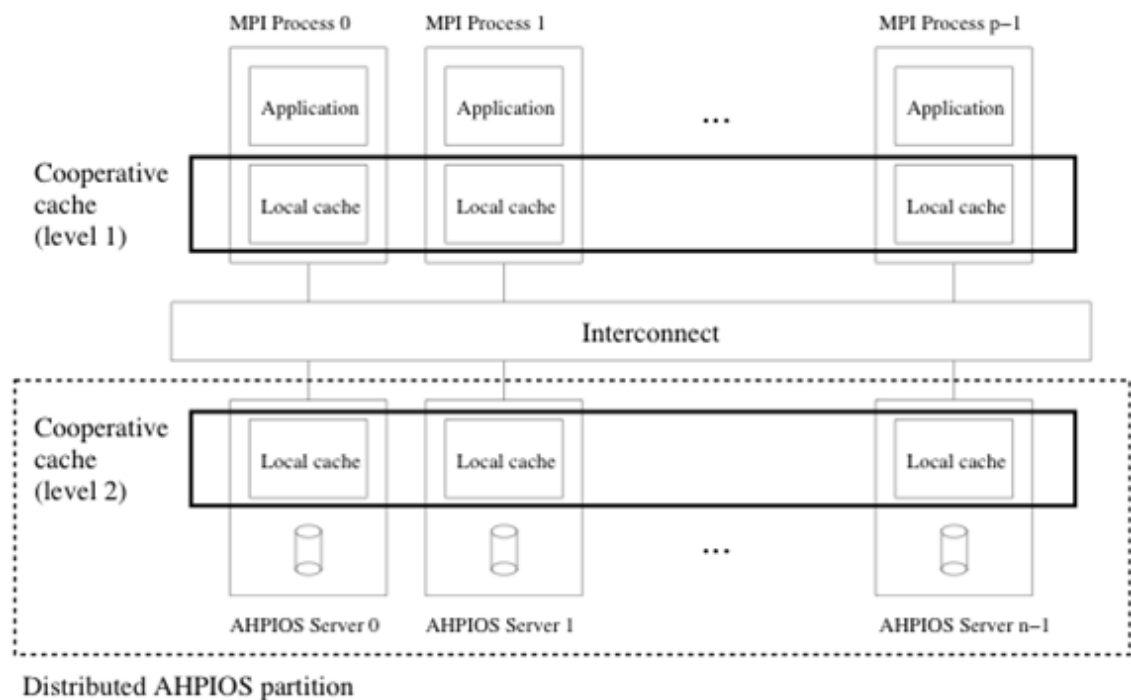 MPI Process 0
MPI Process 1
MPI Process p−1
Application
Application
...
Application
Cooperative
cache
(level 1)
Local cache
Local cache
Local cache
Interconnect
Cooperative
cache
(level 2)
Local cache
Local cache
Local cache
...
AHPIOS Server 0
AHPIOS Server 1
AHPIOS Server n−1
Distributed AHPIOS partition